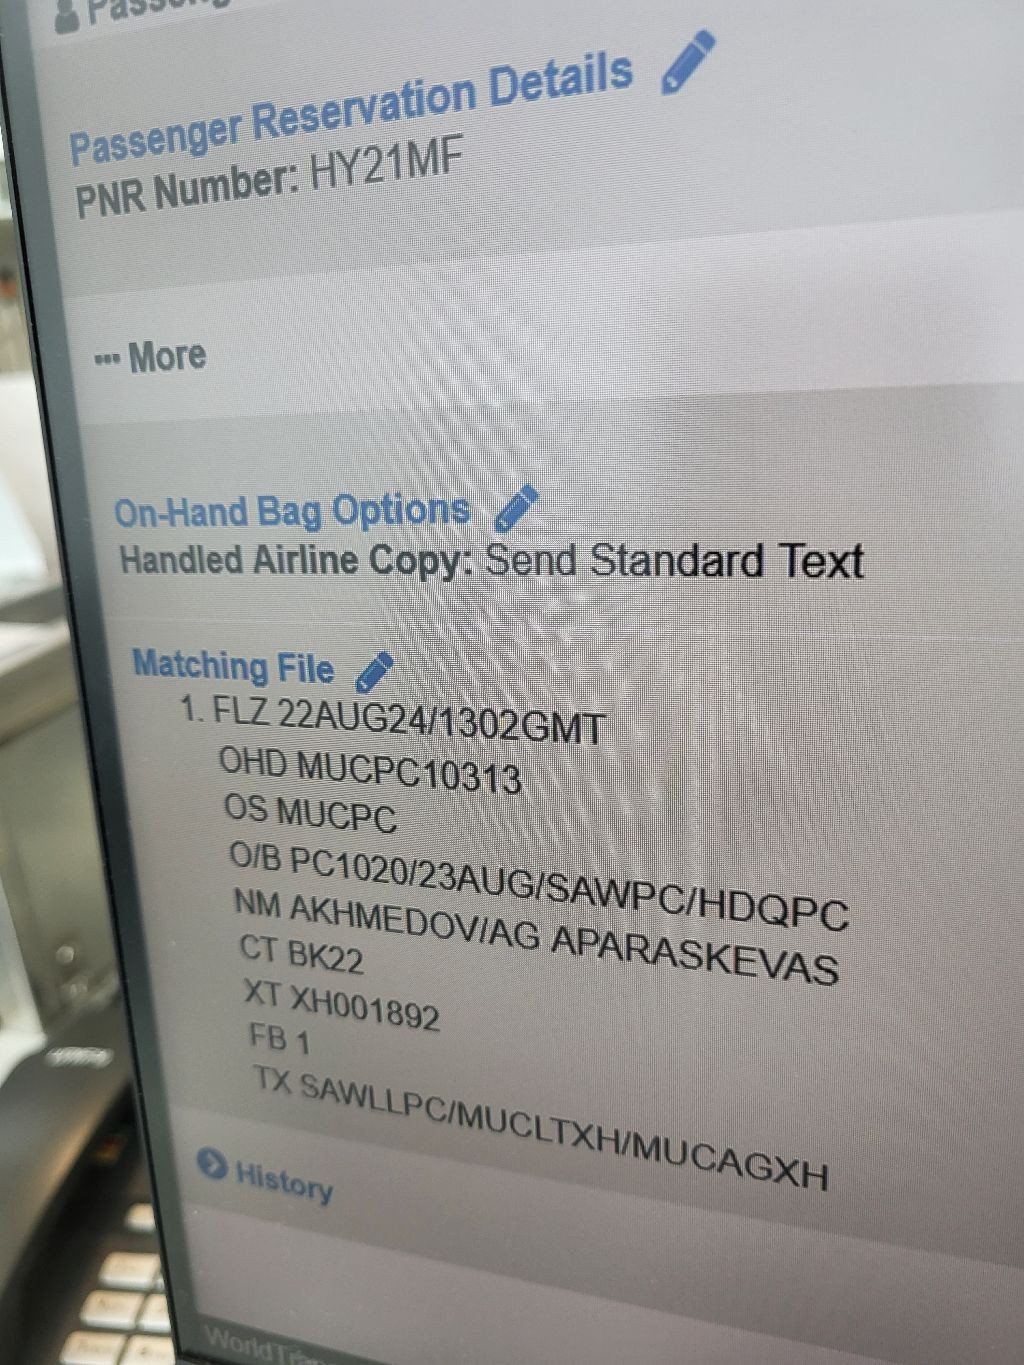 Passenger Reservation Details
PNR Number: HY21MF
... More
On-Hand Bag Options
Handled Airline Copy: Send Standard Text
Matching File
1. FLZ 22AUG24/1302GMT
OHD MUCPC10313
OS MUCPC
O/B PC1020/23AUG/SAWPC/HDQPC
NM AKHMEDOV/AG APARASKEVAS
CT BK22
XT XH001892
FB 1
TX SAWLLPC/MUCLTXH/MUCAGXH
History